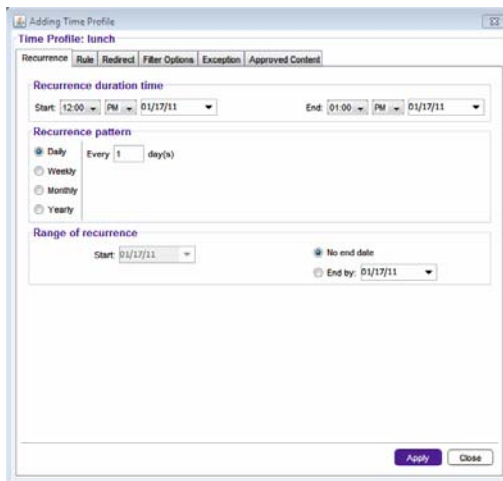 Adding Time Profile
Time Profile: lunch
Recurrence Rule Redirect Filter Options Exception Approved Content
Recurrence duration time
Start: 12:00 PM 01/17/11 End: 01:00 PM 01/17/11
Recurrence pattern
Daily Every 1 day(s)
Weekly
Monthly
Yearly
Range of recurrence
Start: 01/17/11 No end date
End by: 01/17/11
Apply Close